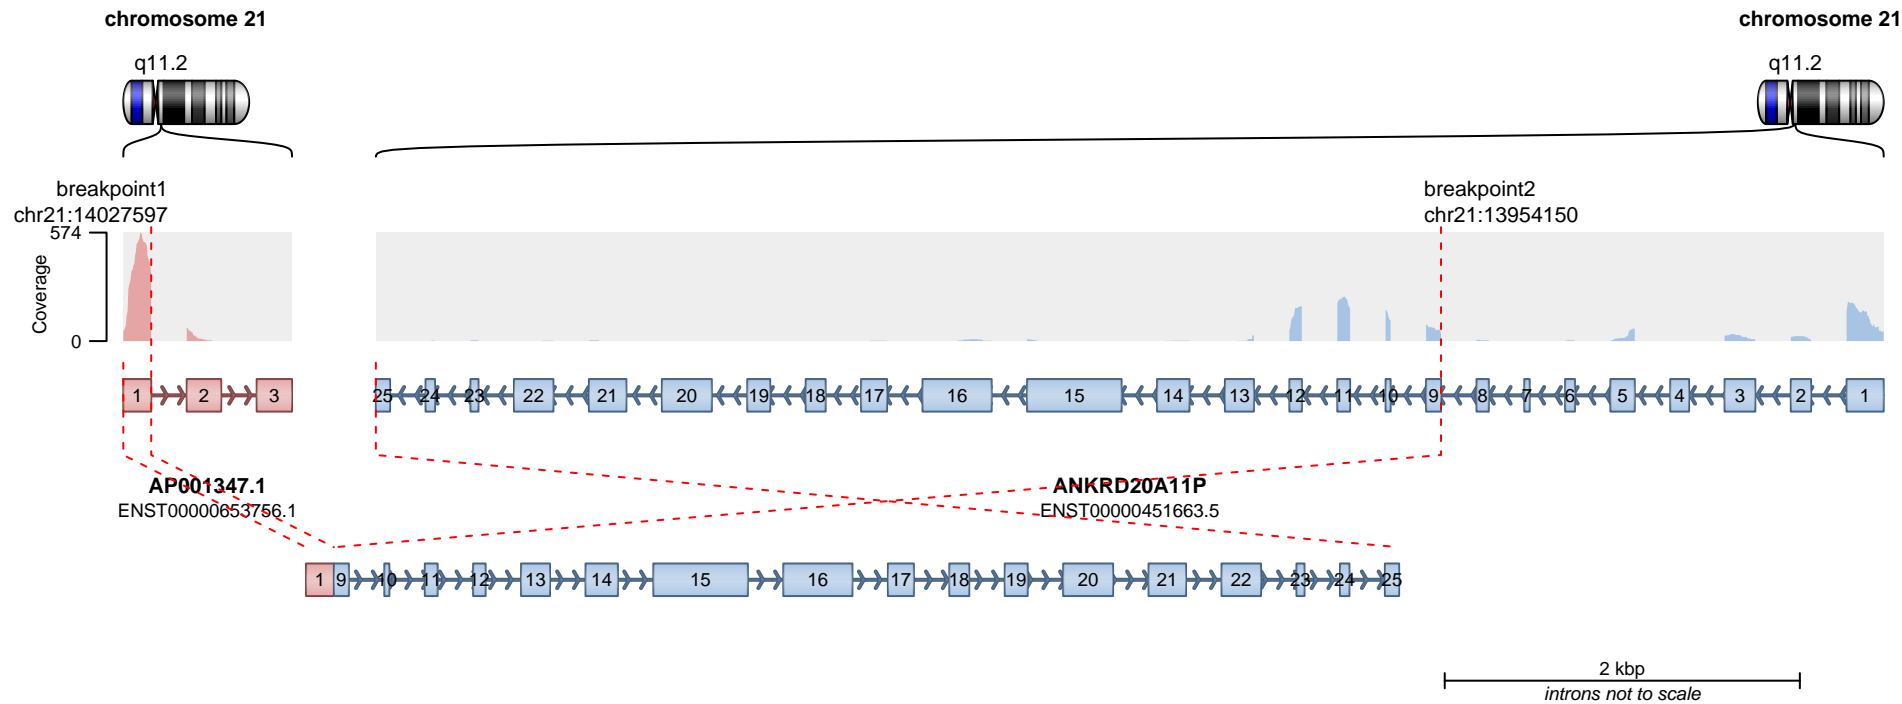 chromosome 21
chromosome 21
q11.2
q11.2
breakpoint1
chr21:14027597
breakpoint2
chr21:13954150
574
Coverage
0
1 2 3
25 24 23 22 21 20 19 18 17 16 15 14 13 12 11 10 9 8 7 6 5 4 3 2 1
AP001347.1
ENST00000653756.1
ANKRD20A11P
ENST00000451663.5
1 9 10 11 12 13 14 15 16 17 18 19 20 21 22 23 24 25
2 kbp
introns not to scale